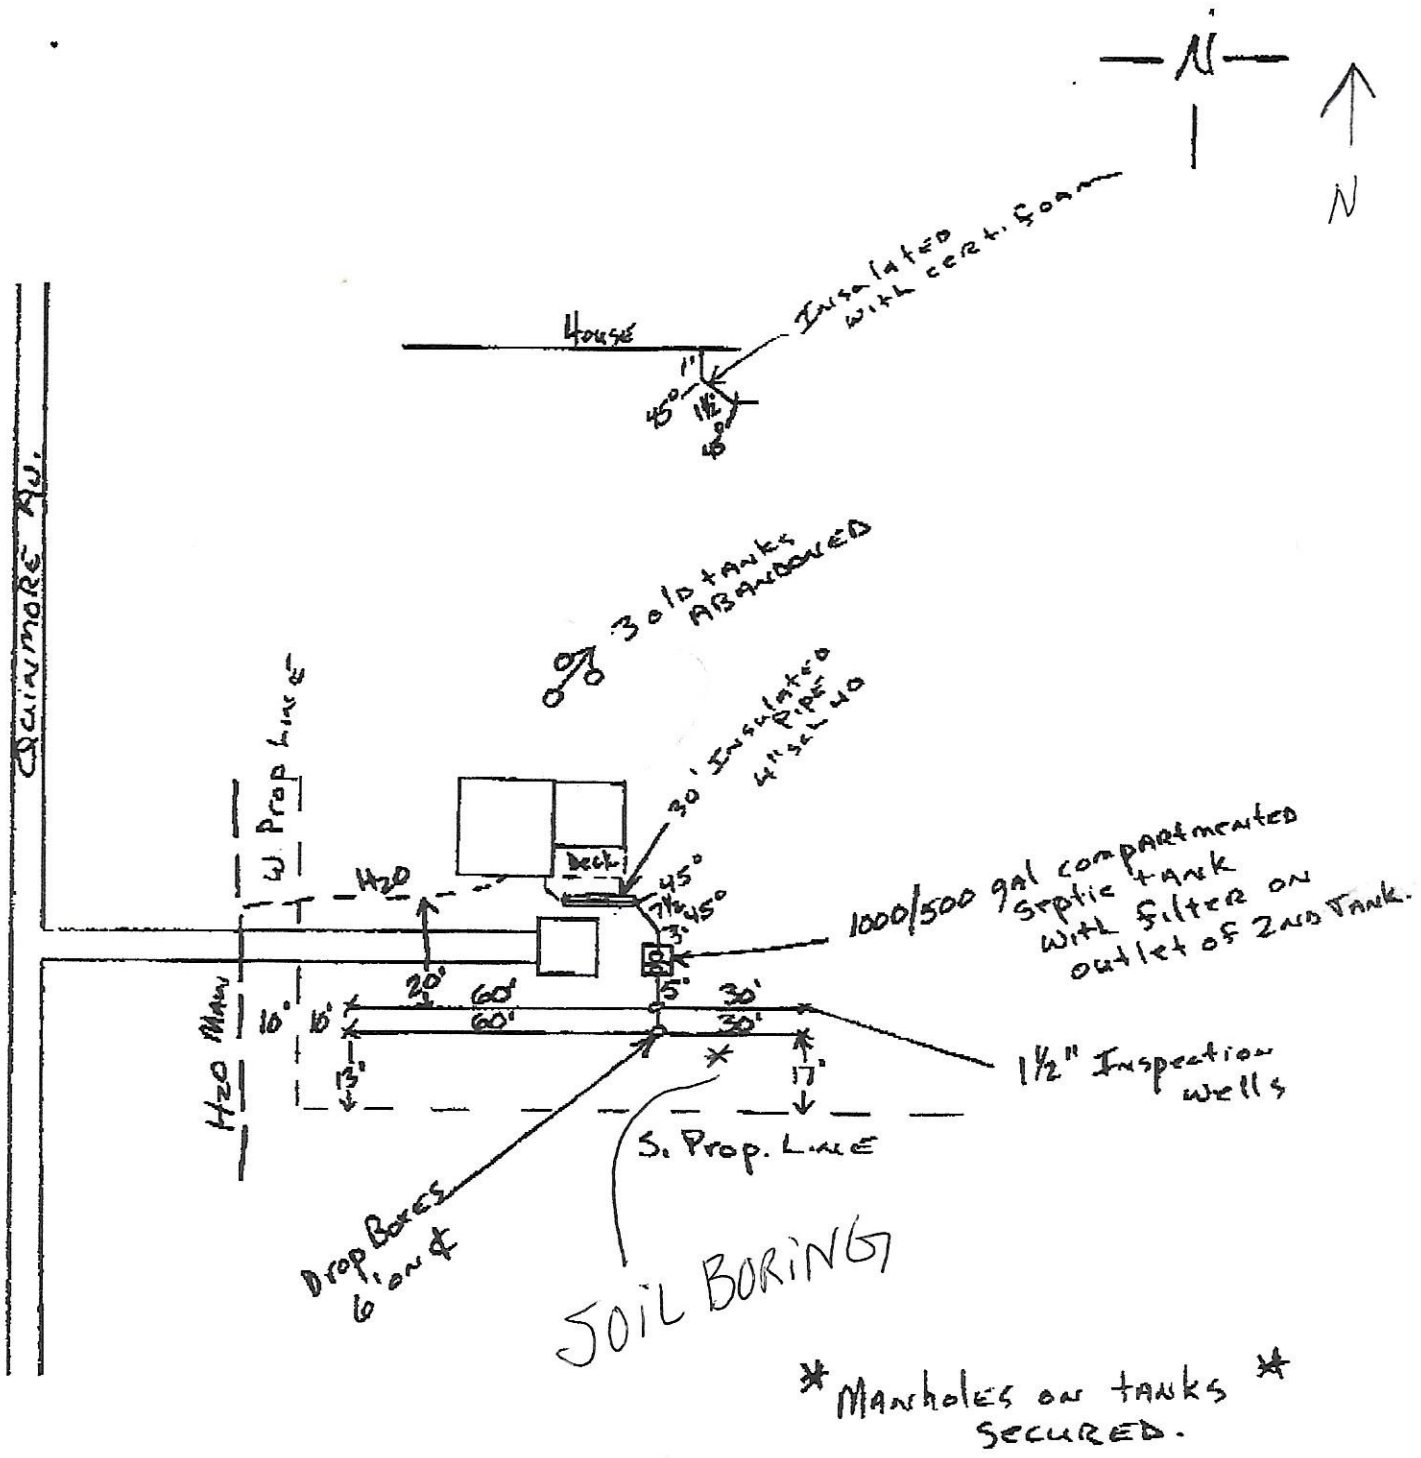 N
N
Insulated
with cert. foam
House
1'
45°
1½
45°
QUINMORE AV.
3 old tanks
ABANDONED
30' Insulated
pipe
4" sch 40
W. Prop Line
H20
Deck
45°
7½
45°
3'
1000/500 gal compartmented
septic tank
with filter on
outlet of 2ND TANK.
20'
60'
5'
30'
60'
30'
10'
10'
H2O Main
13'
17'
1½" Inspection
wells
S. Prop. Line
Drop Boxes
6' on ¢
SOIL BORING
* Manholes on tanks *
SECURED.